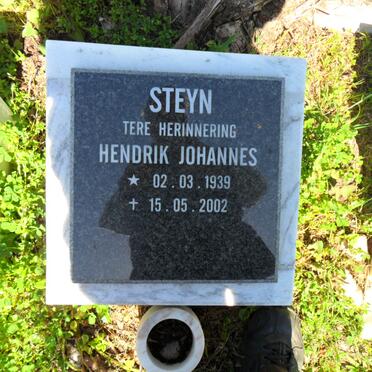 STEYN
TERE HERINNERING
HENDRIK JOHANNES
★ 02.03.1939
✝ 15.05.2002